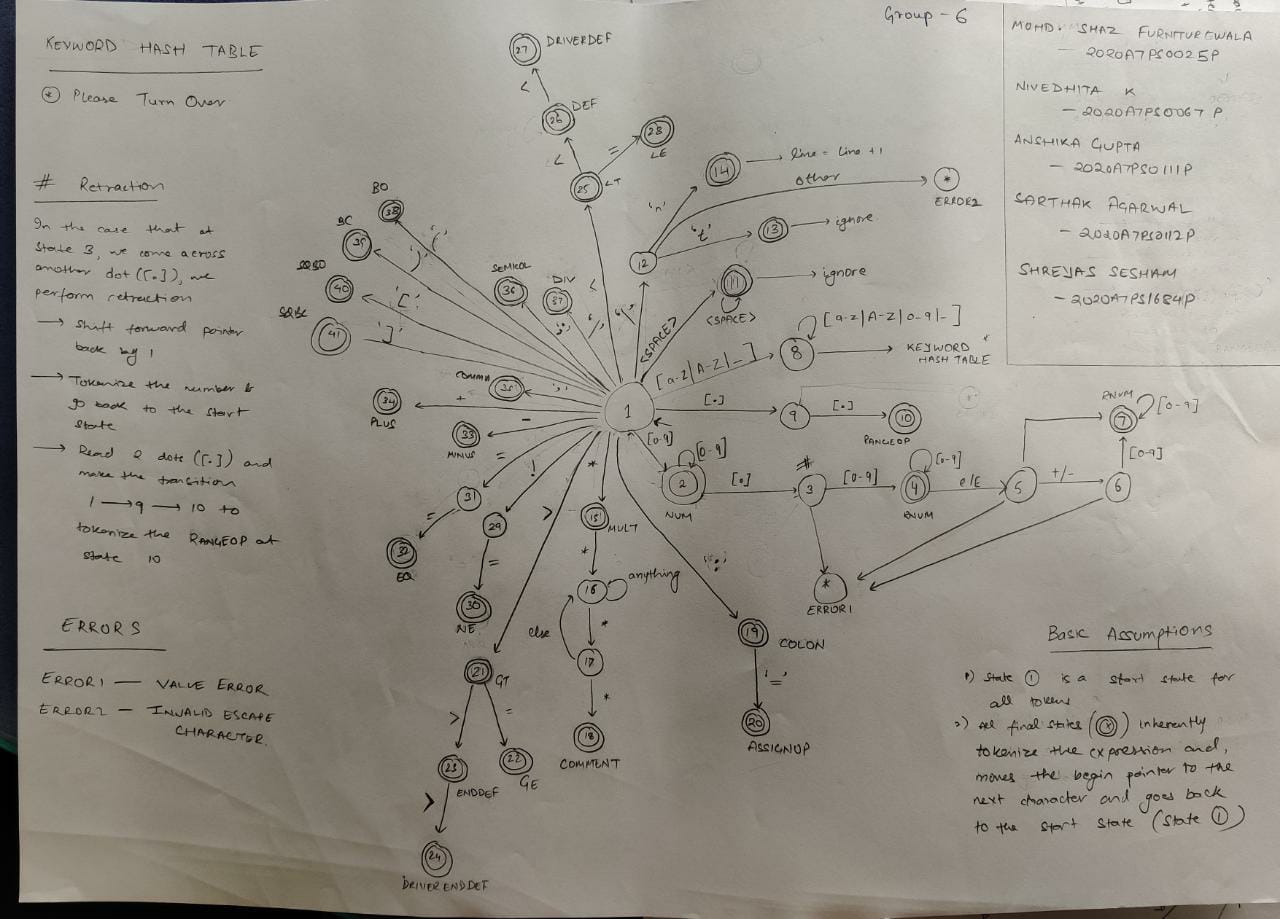 Group - 6
KEYWORD HASH TABLE
* Please Turn Over
# Retraction
In the case that at
State 3, we come across
another dot ([.]), we
perform retraction
→ Shift forward pointer
back by 1
→ Tokenize the number &
go back to the start
state
→ Read 2 dots ([.]) and
make the transition
1 → 9 → 10 to
tokenize the RANGEOP at
state 10
ERRORS
ERROR1 — VALUE ERROR
ERROR2 — INVALID ESCAPE
CHARACTER.
MOHD. SHAZ FURNITUREWALA
- 2020A7PS0025P
NIVEDHITA K
- 2020A7PS0067P
ANSHIKA GUPTA
- 2020A7PS0111P
SARTHAK AGARWAL
- 2020A7PS0112P
SHREYAS SESHAM
- 2020A7PS1684P
27 DRIVERDEF
<
26 DEF
<
=
28 LE
25 LT
<
14 → line = line + 1
'n'
other
* ERROR2
't'
13 → ignore
12
'\'
11 → ignore
<SPACE>
<SPACE>
[a-z|A-Z|0-9|_]
[a-z|A-Z|_]
8 → KEYWORD *
HASH TABLE
BO
38
'('
BC
39
')'
SQBO
40
'['
SQBC
41
']'
SEMICOL
36
';'
DIV
37
'/'
COMMA
35
','
34 +
PLUS
33 -
MINUS
1
[.]
9
[.]
10
RANGEOP
[0-9]
[0-9]
2
NUM
[.]
#
3
[0-9]
[0-9]
4
RNUM
e/E
5
+/-
6
[0-9]
RNUM
7
[0-9]
*
ERROR1
=
31
=
32
EQ
!
29
=
30
NE
>
21 GT
>
=
23 ENDDEF
22 GE
>
24
DRIVERENDDEF
*
15 MULT
*
16 anything
else
*
17
*
18
COMMENT
':'
19 COLON
'='
20
ASSIGNOP
Basic Assumptions
1) State 1 is a start state for
all tokens
2) All final states (x) inherently
tokenize the expression and,
moves the begin pointer to the
next character and goes back
to the start state (State 1)